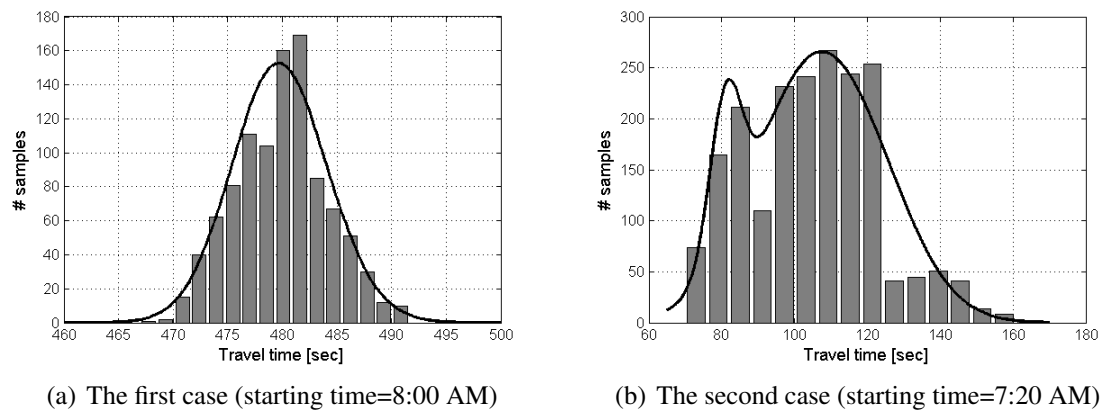 180
160
140
120
100
80
60
40
20
0
# samples
460 465 470 475 480 485 490 495 500
Travel time [sec]
(a) The first case (starting time=8:00 AM)
300
250
200
150
100
50
0
# samples
60 80 100 120 140 160 180
Travel time [sec]
(b) The second case (starting time=7:20 AM)